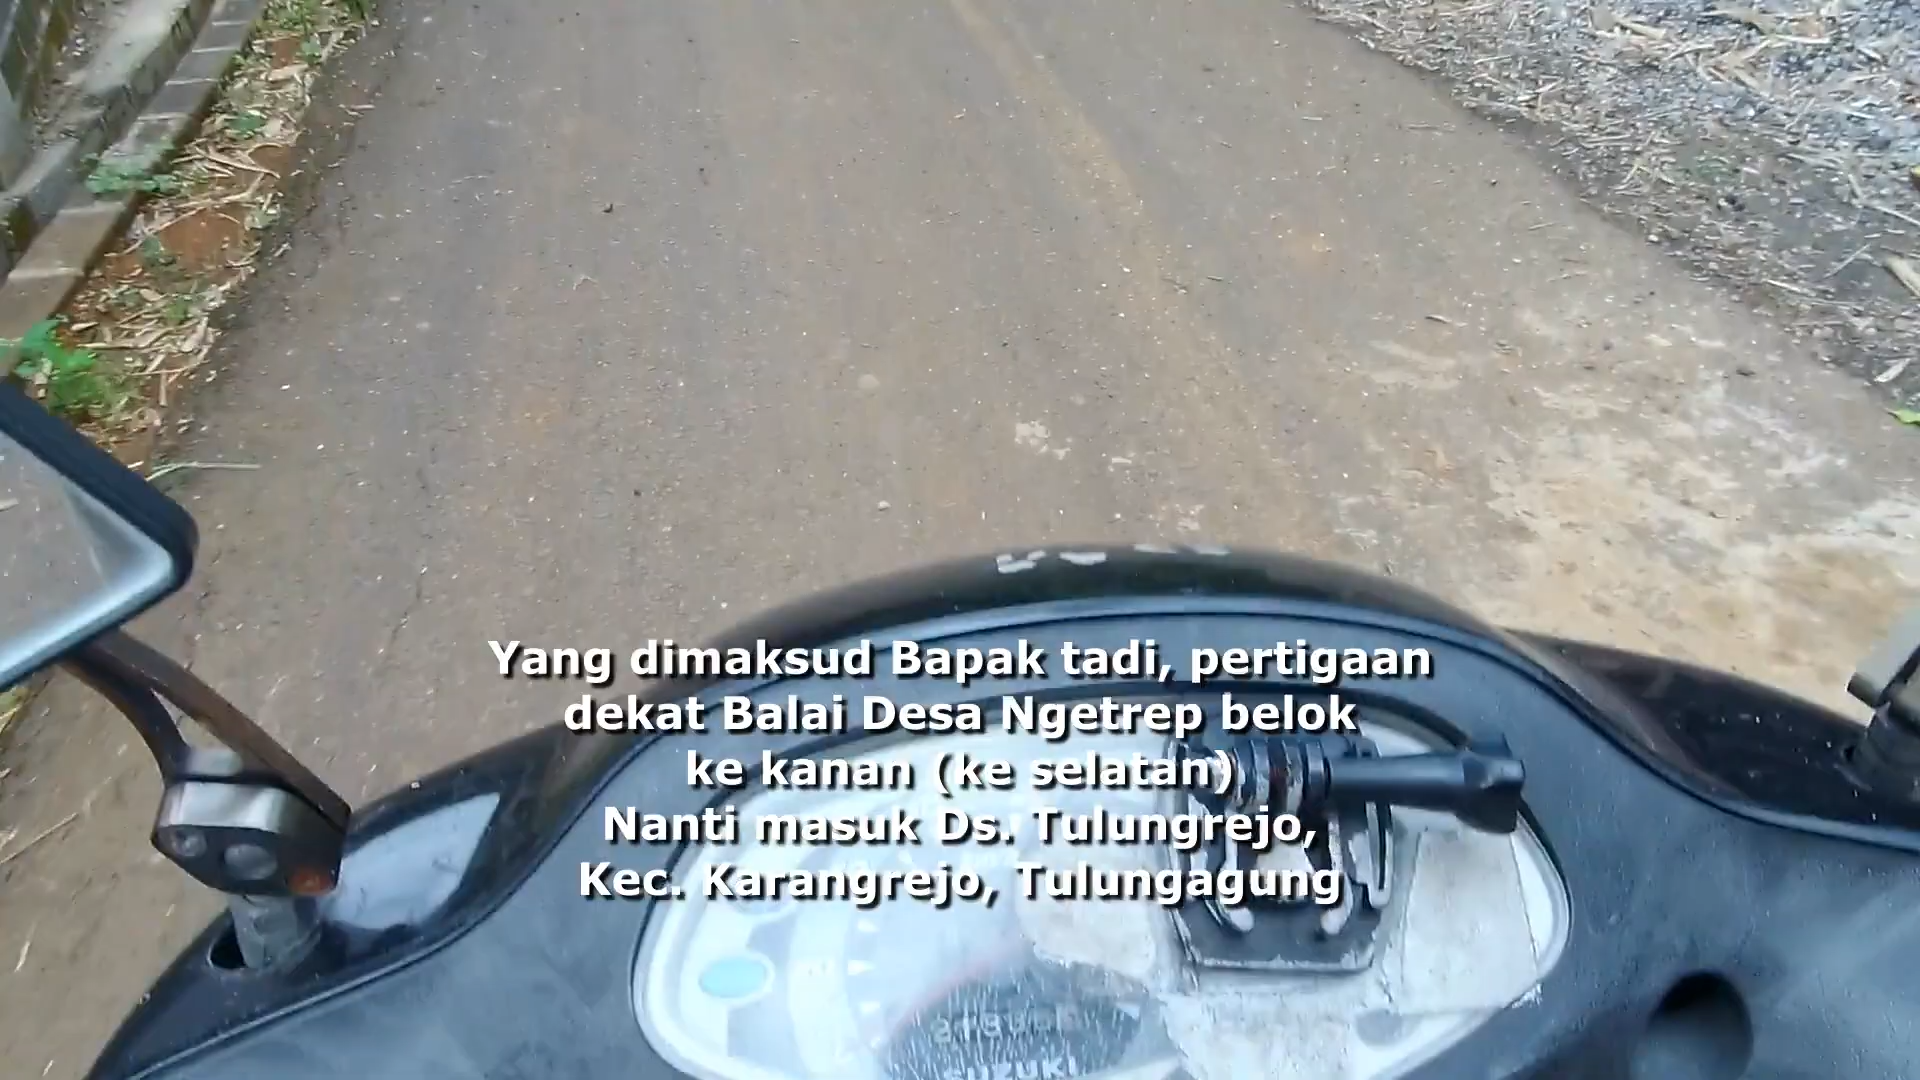 Yang dimaksud Bapak tadi, pertigaan
dekat Balai Desa Ngetrep belok
ke kanan (ke selatan)
Nanti masuk Ds. Tulungrejo,
Kec. Karangrejo, Tulungagung
SUZUKI